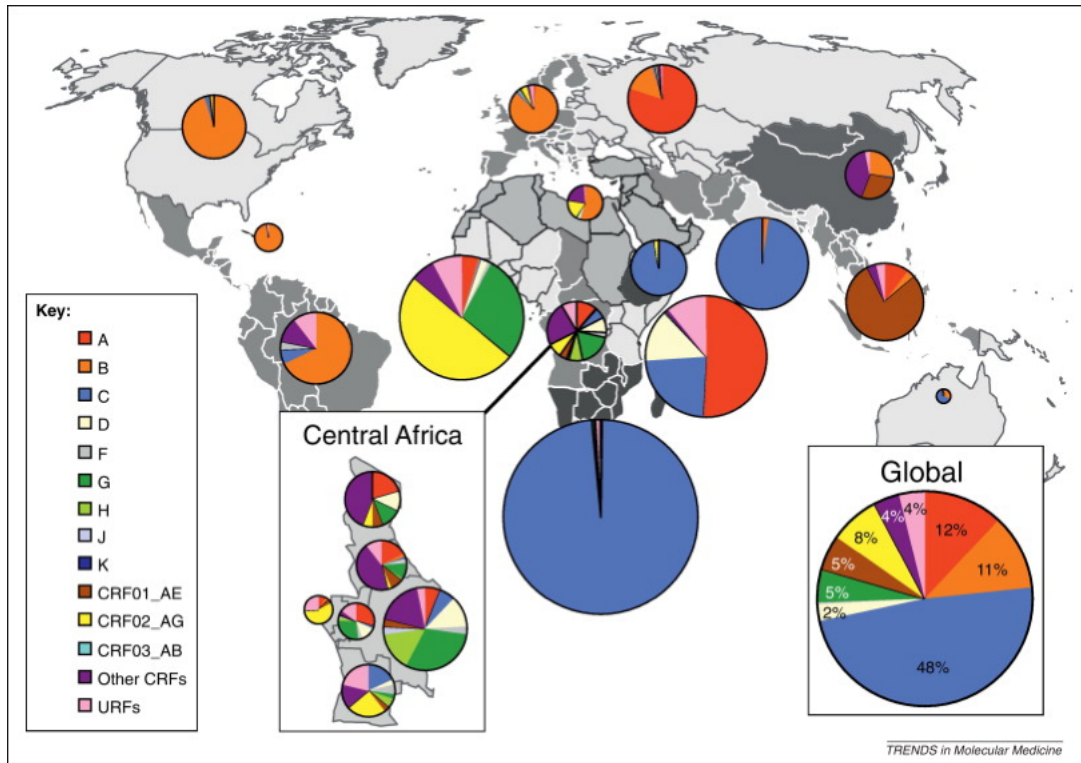 Key:
A
B
C
D
F
G
H
J
K
CRF01_AE
CRF02_AG
CRF03_AB
Other CRFs
URFs
Central Africa
Global
4%
4%
12%
8%
11%
5%
5%
2%
48%
TRENDS in Molecular Medicine